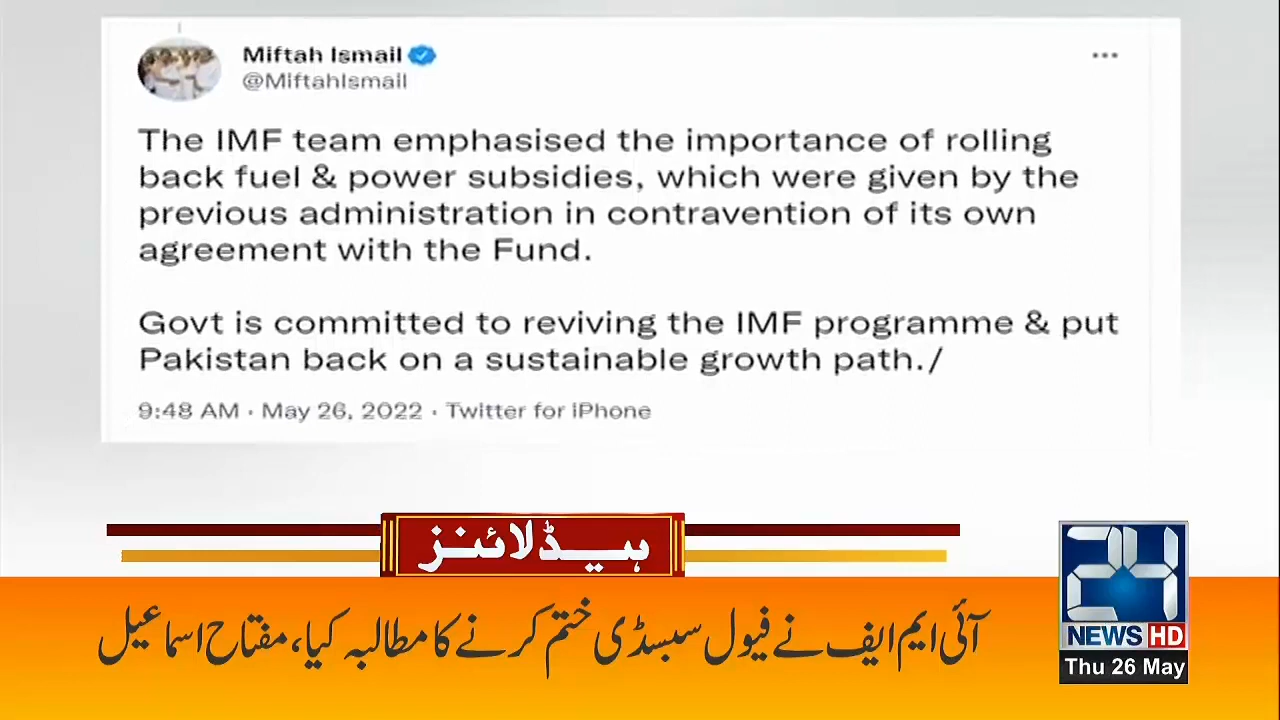 Miftah Ismail
@MiftahIsmail
The IMF team emphasised the importance of rolling
back fuel & power subsidies, which were given by the
previous administration in contravention of its own
agreement with the Fund.
Govt is committed to reviving the IMF programme & put
Pakistan back on a sustainable growth path./
9:48 AM · May 26, 2022 · Twitter for iPhone
ہیڈلائنز
آئی ایم ایف نے فیول سبسڈی ختم کرنے کا مطالبہ کیا، مفتاح اسماعیل
24
NEWS HD
Thu 26 May